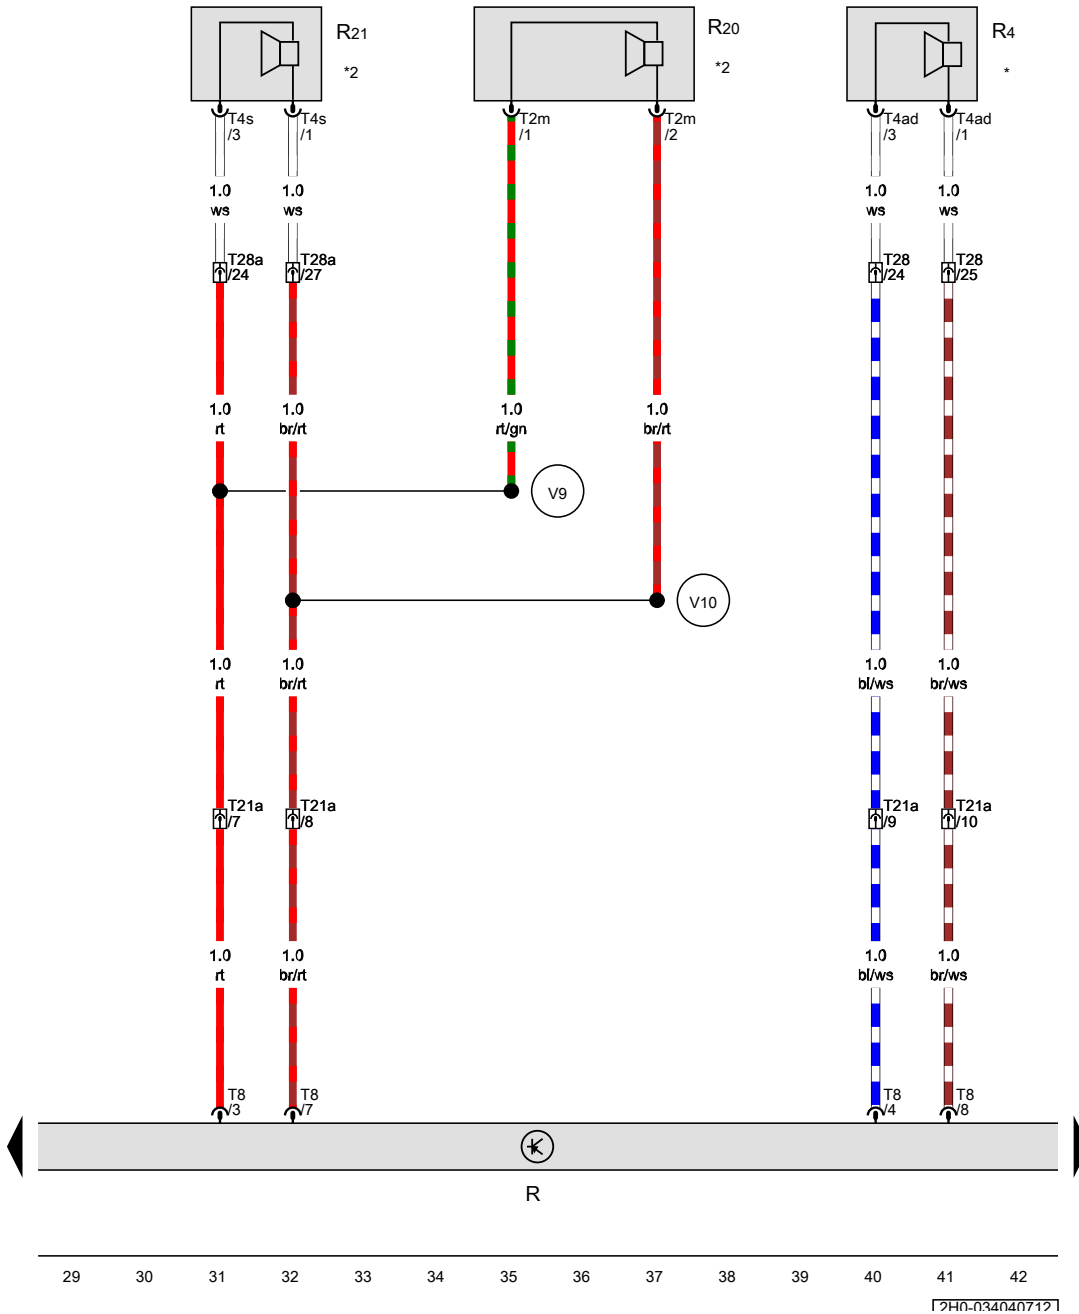 R21
*2
R20
*2
R4
*
T4s
/3
T4s
/1
T2m
/1
T2m
/2
T4ad
/3
T4ad
/1
1.0
ws
1.0
ws
1.0
ws
1.0
ws
T28a
/24
T28a
/27
T28
/24
T28
/25
1.0
rt
1.0
br/rt
1.0
rt/gn
1.0
br/rt
V9
V10
1.0
rt
1.0
br/rt
1.0
bl/ws
1.0
br/ws
T21a
/7
T21a
/8
T21a
/9
T21a
/10
1.0
rt
1.0
br/rt
1.0
bl/ws
1.0
br/ws
T8
/3
T8
/7
T8
/4
T8
/8
R
29 30 31 32 33 34 35 36 37 38 39 40 41 42
2H0-034040712